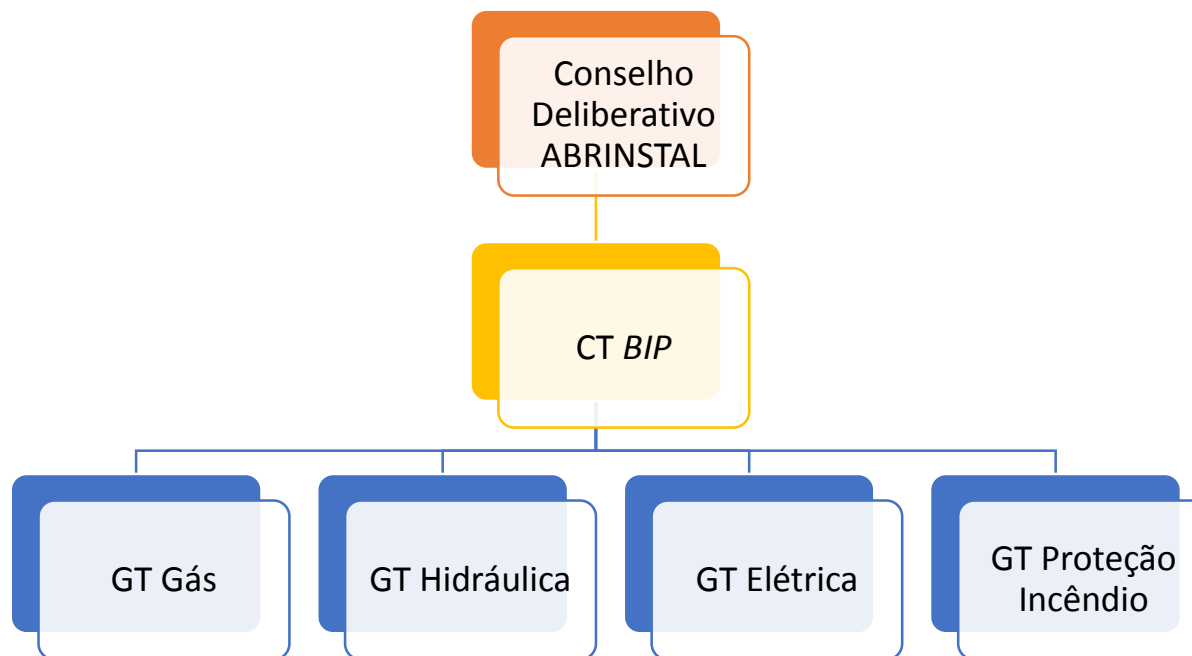 Conselho
Deliberativo
ABRINSTAL
CT BIP
GT Gás
GT Hidráulica
GT Elétrica
GT Proteção
Incêndio